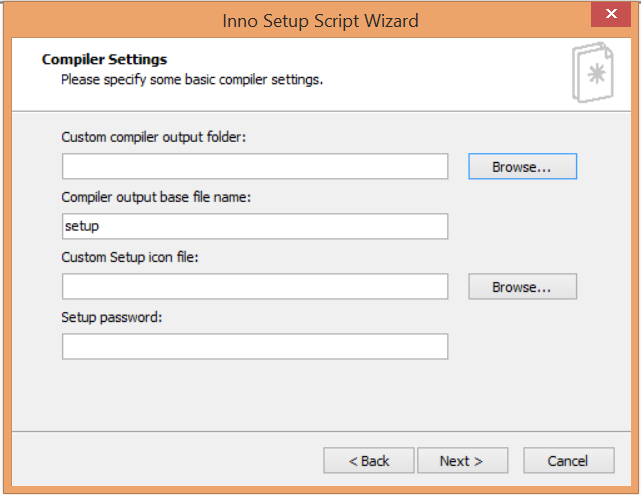 Inno Setup Script Wizard
Compiler Settings
Please specify some basic compiler settings.
Custom compiler output folder:
Browse...
Compiler output base file name:
setup
Custom Setup icon file:
Browse...
Setup password:
< Back Next > Cancel